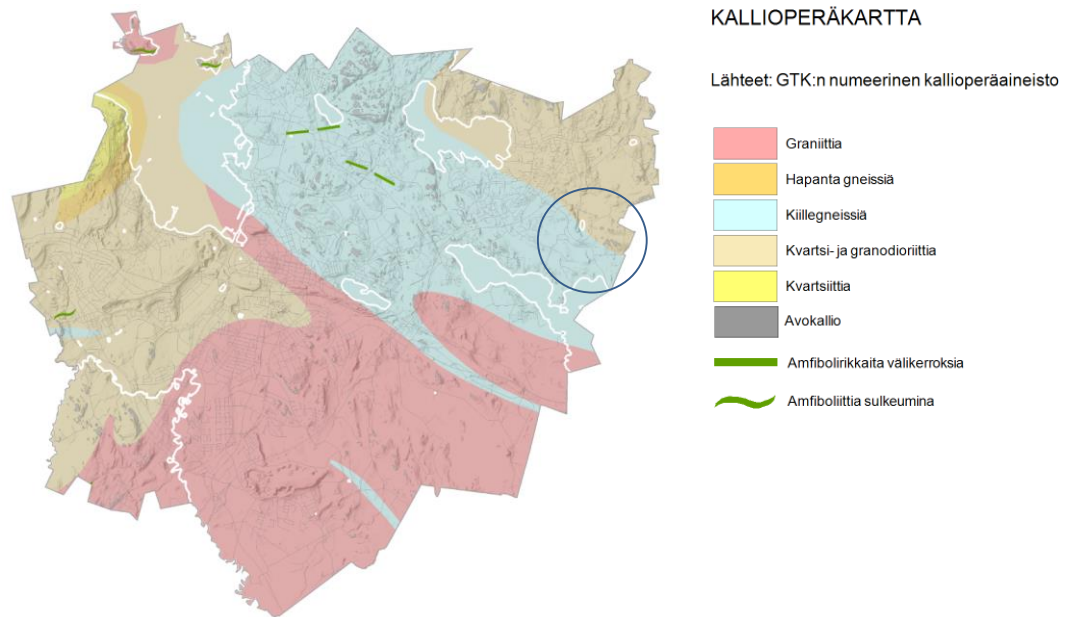 KALLIOPERÄKARTTA
Lähteet: GTK:n numeerinen kallioperäaineisto
Graniittia
Hapanta gneissiä
Kiillegneissiä
Kvartsi- ja granodioriittia
Kvartsiittia
Avokallio
Amfibolirikkaita välikerroksia
Amfiboliittia sulkeumina